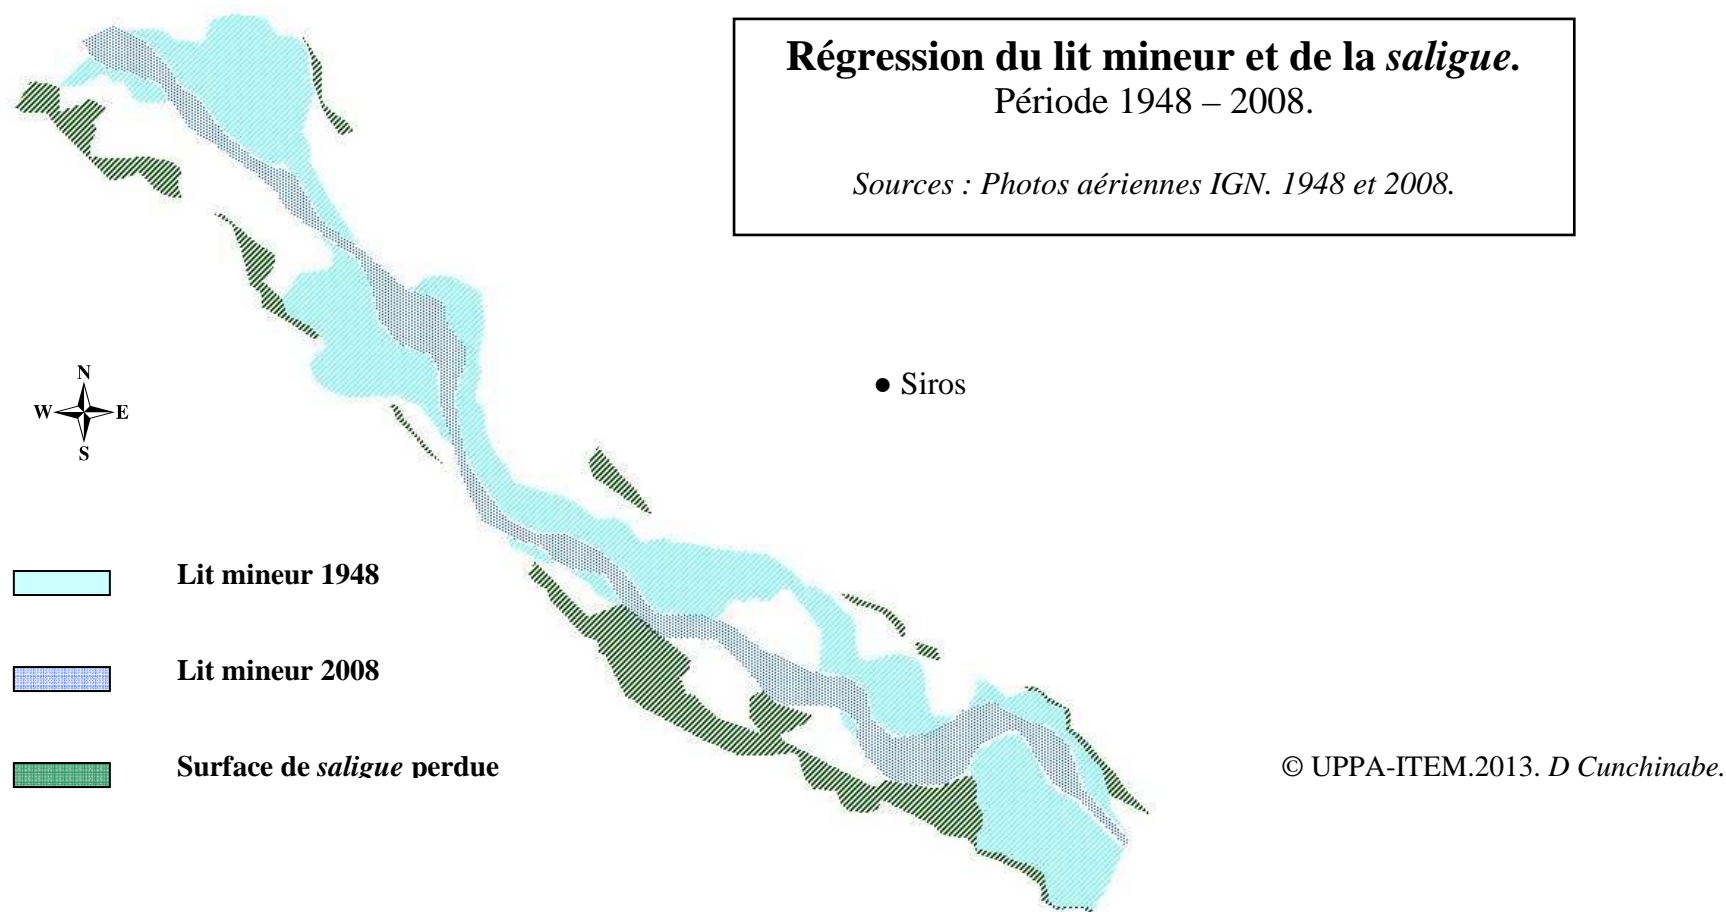 Régression du lit mineur et de la saligue.
Période 1948 – 2008.
Sources : Photos aériennes IGN. 1948 et 2008.
N
W E
S
● Siros
Lit mineur 1948
Lit mineur 2008
Surface de saligue perdue
© UPPA-ITEM.2013. D Cunchinabe.